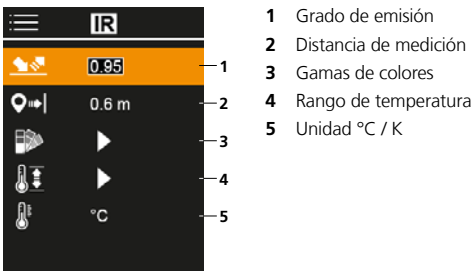 IR
0.95
1
0.6 m
2
3
4
°C
5
1 Grado de emisión
2 Distancia de medición
3 Gamas de colores
4 Rango de temperatura
5 Unidad °C / K